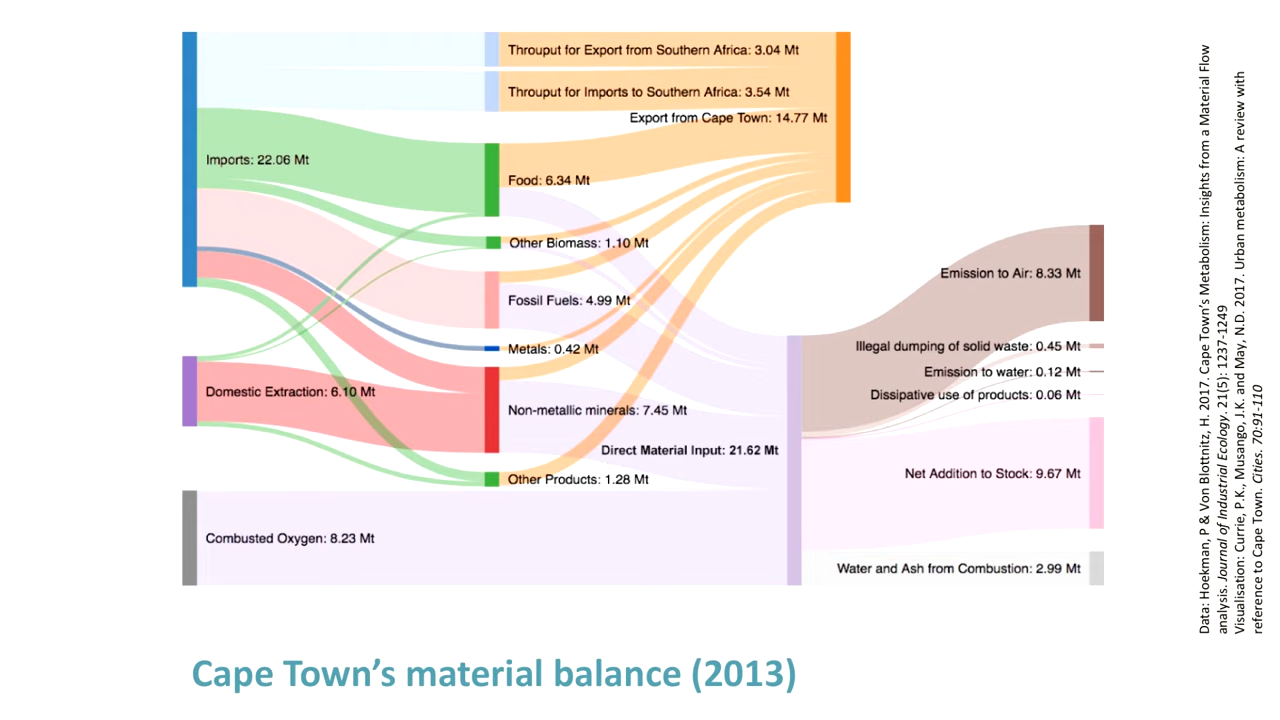 Throuput for Export from Southern Africa: 3.04 Mt
Throuput for Imports to Southern Africa: 3.54 Mt
Export from Cape Town: 14.77 Mt
Imports: 22.06 Mt
Food: 6.34 Mt
Other Biomass: 1.10 Mt
Emission to Air: 8.33 Mt
Fossil Fuels: 4.99 Mt
Illegal dumping of solid waste: 0.45 Mt
Metals: 0.42 Mt
Emission to water: 0.12 Mt
Domestic Extraction: 6.10 Mt
Dissipative use of products: 0.06 Mt
Non-metallic minerals: 7.45 Mt
Direct Material Input: 21.62 Mt
Net Addition to Stock: 9.67 Mt
Other Products: 1.28 Mt
Combusted Oxygen: 8.23 Mt
Water and Ash from Combustion: 2.99 Mt
Cape Town’s material balance (2013)
Data: Hoekman, P & Von Blottnitz, H. 2017. Cape Town’s Metabolism: Insights from a Material Flow
analysis. Journal of Industrial Ecology. 21(5): 1237-1249
Visualisation: Currie, P.K., Musango, J.K. and May, N.D. 2017. Urban metabolism: A review with
reference to Cape Town. Cities. 70:91-110